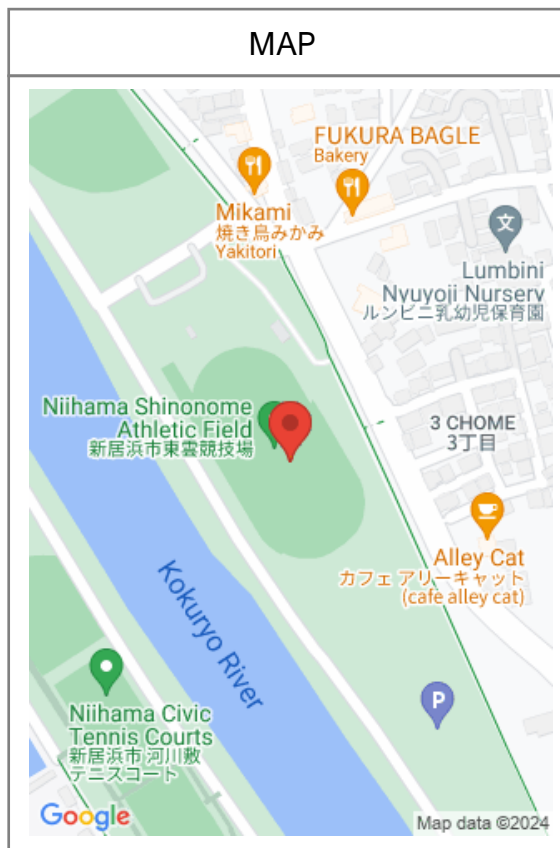 MAP
FUKURA BAGLE
Bakery
Mikami
焼き鳥みかみ
Yakitori
文
Lumbini
Nyuyoji Nurserv
ルンビニ乳幼児保育園
Niihama Shinonome
Athletic Field
新居浜市東雲競技場
3 CHOME
3丁目
Alley Cat
カフェ アリーキャット
(cafe alley cat)
Kokuryo River
P
Niihama Civic
Tennis Courts
新居浜市 河川敷
テニスコート
Google
Map data ©2024